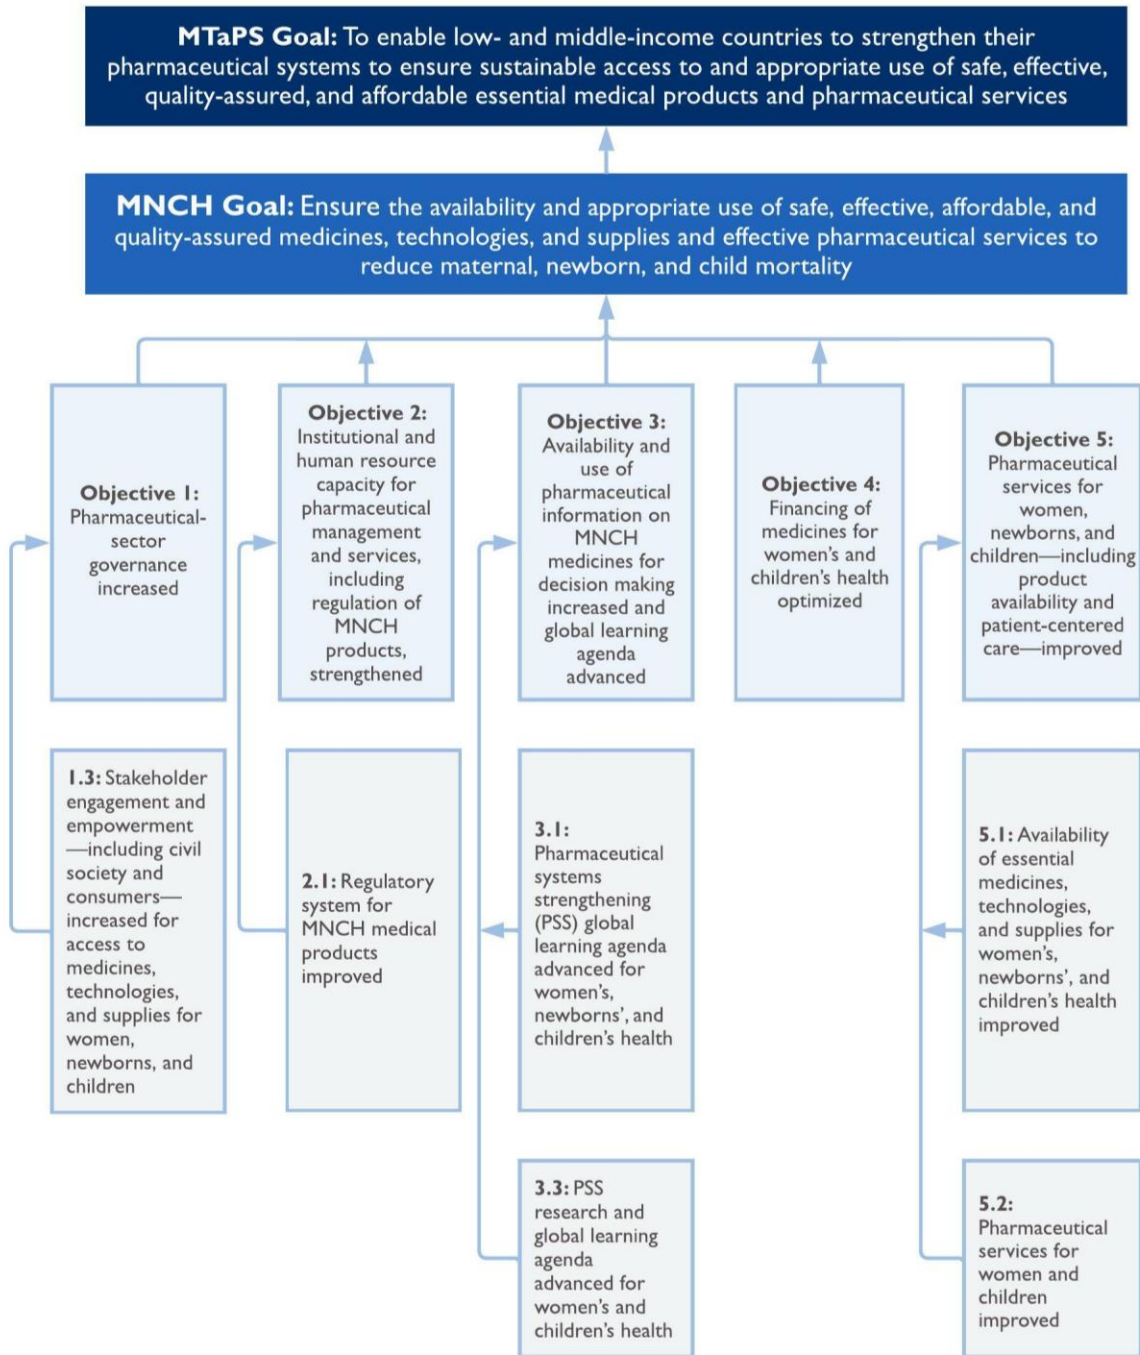 MTaPS Goal: To enable low- and middle-income countries to strengthen their
pharmaceutical systems to ensure sustainable access to and appropriate use of safe, effective,
quality-assured, and affordable essential medical products and pharmaceutical services
MNCH Goal: Ensure the availability and appropriate use of safe, effective, affordable, and
quality-assured medicines, technologies, and supplies and effective pharmaceutical services to
reduce maternal, newborn, and child mortality
Objective 1:
Pharmaceutical-
sector
governance
increased
Objective 2:
Institutional and
human resource
capacity for
pharmaceutical
management
and services,
including
regulation of
MNCH
products,
strengthened
Objective 3:
Availability and
use of
pharmaceutical
information on
MNCH
medicines for
decision making
increased and
global learning
agenda
advanced
Objective 4:
Financing of
medicines for
women's and
children's health
optimized
Objective 5:
Pharmaceutical
services for
women,
newborns, and
children—including
product
availability and
patient-centered
care—improved
1.3: Stakeholder
engagement and
empowerment
—including civil
society and
consumers—
increased for
access to
medicines,
technologies,
and supplies for
women,
newborns, and
children
2.1: Regulatory
system for
MNCH medical
products
improved
3.1:
Pharmaceutical
systems
strengthening
(PSS) global
learning agenda
advanced for
women's,
newborns', and
children's health
5.1: Availability
of essential
medicines,
technologies,
and supplies for
women's,
newborns', and
children's health
improved
3.3: PSS
research and
global learning
agenda
advanced for
women's and
children's health
5.2:
Pharmaceutical
services for
women and
children
improved